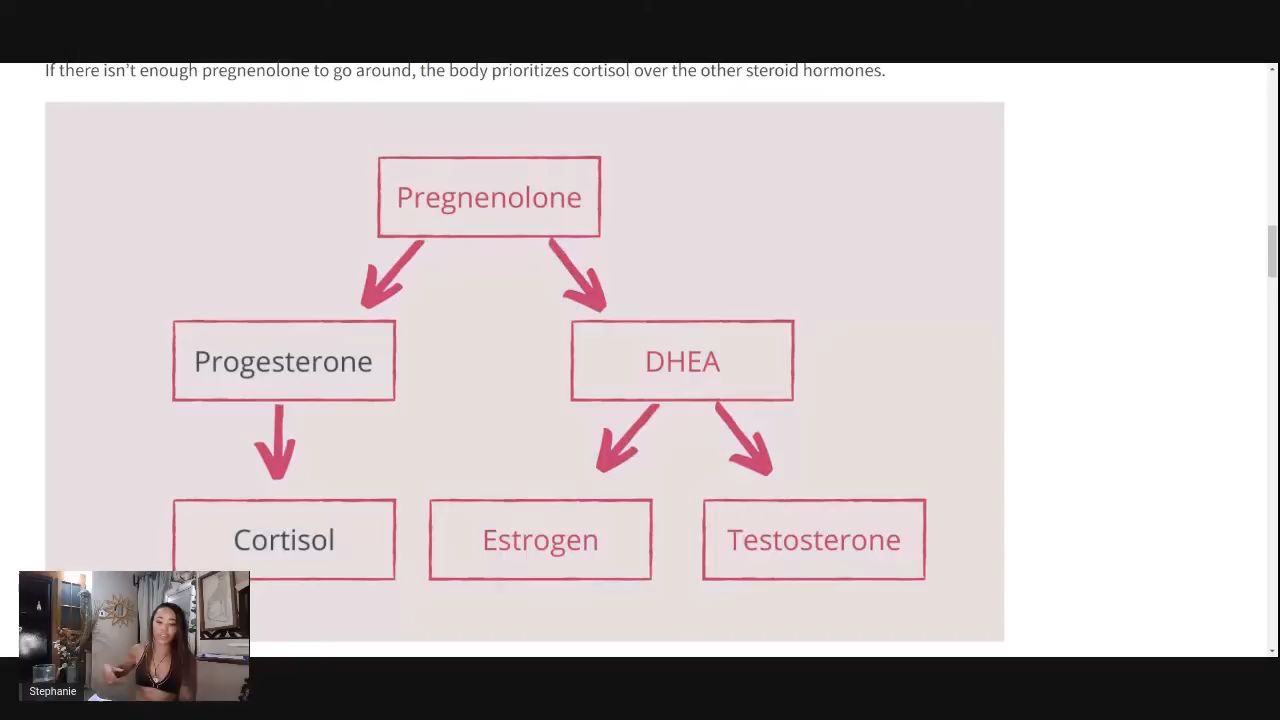 If there isn’t enough pregnenolone to go around, the body prioritizes cortisol over the other steroid hormones.
Pregnenolone
Progesterone
DHEA
Cortisol
Estrogen
Testosterone
Stephanie